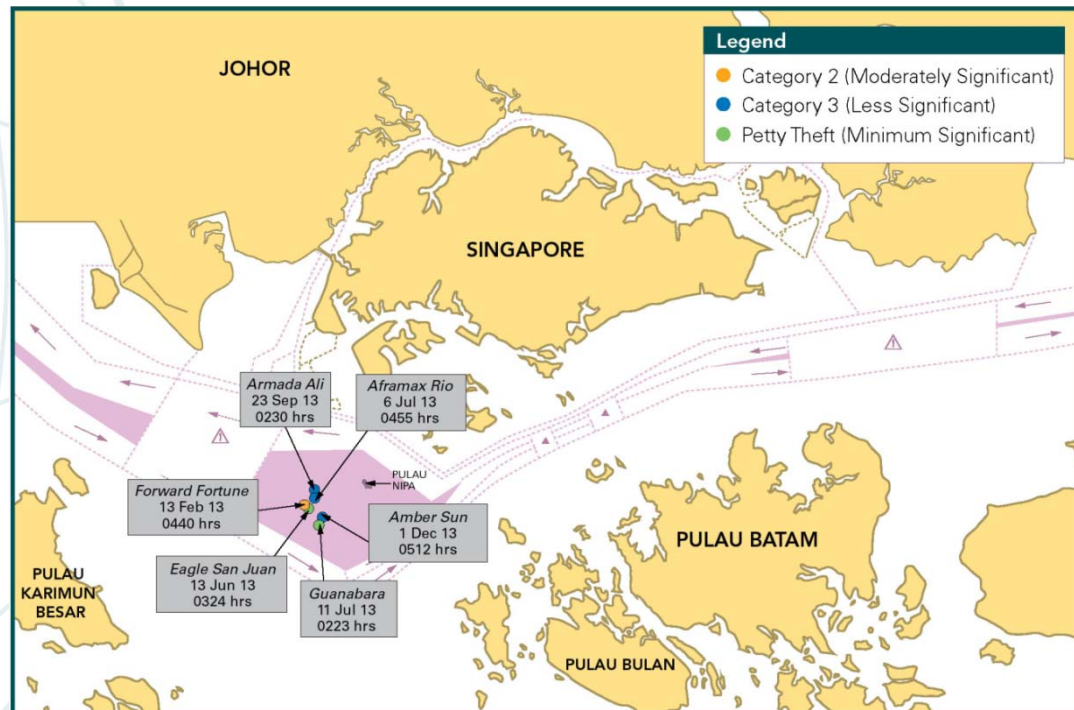 Legend
Category 2 (Moderately Significant)
Category 3 (Less Significant)
Petty Theft (Minimum Significant)
JOHOR
SINGAPORE
Armada Ali
23 Sep 13
0230 hrs
Aframax Rio
6 Jul 13
0455 hrs
PULAU
NIPA
Forward Fortune
13 Feb 13
0440 hrs
Amber Sun
1 Dec 13
0512 hrs
Eagle San Juan
13 Jun 13
0324 hrs
Guanabara
11 Jul 13
0223 hrs
PULAU
KARIMUN
BESAR
PULAU BATAM
PULAU BULAN